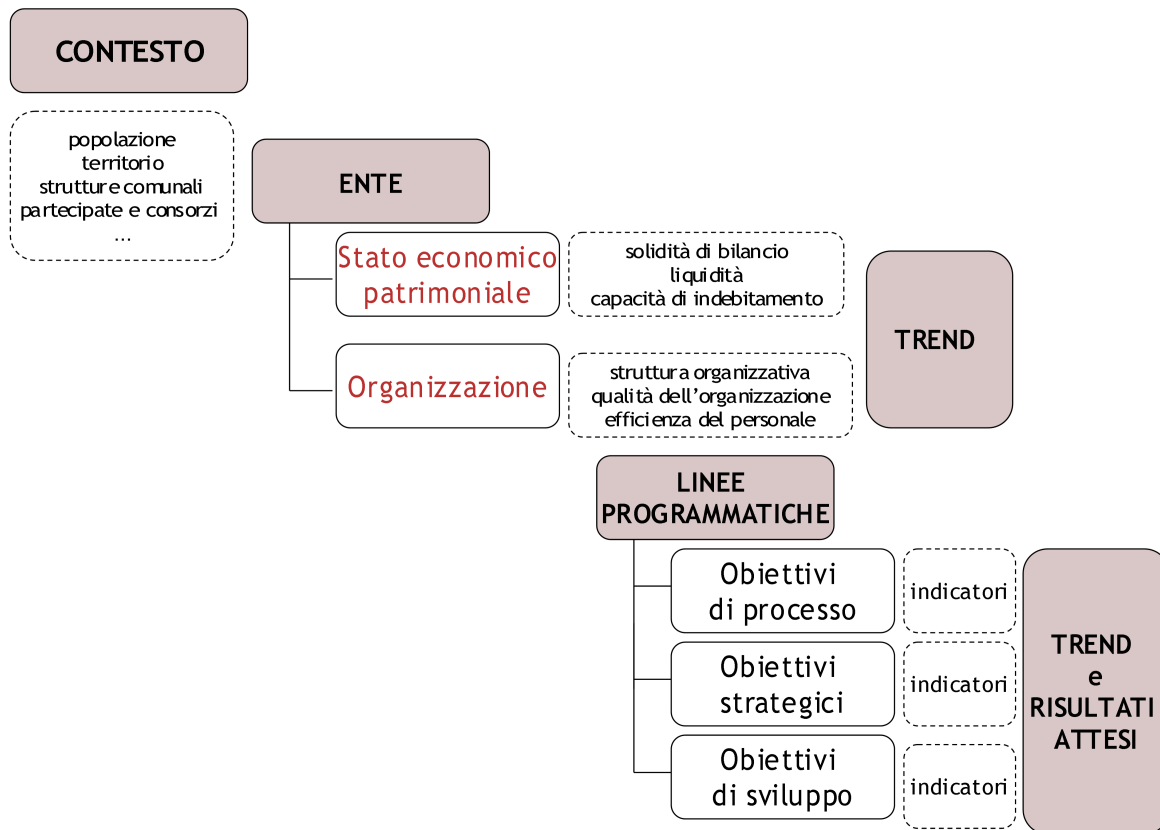 CONTESTO
popolazione
territorio
strutture comunali
partecipate e consorzi
...
ENTE
Stato economico
patrimoniale
solidità di bilancio
liquidità
capacità di indebitamento
TREND
Organizzazione
struttura organizzativa
qualità dell’organizzazione
efficienza del personale
LINEE
PROGRAMMATICHE
Obiettivi
di processo
indicatori
Obiettivi
strategici
indicatori
Obiettivi
di sviluppo
indicatori
TREND
e
RISULTATI
ATTESI